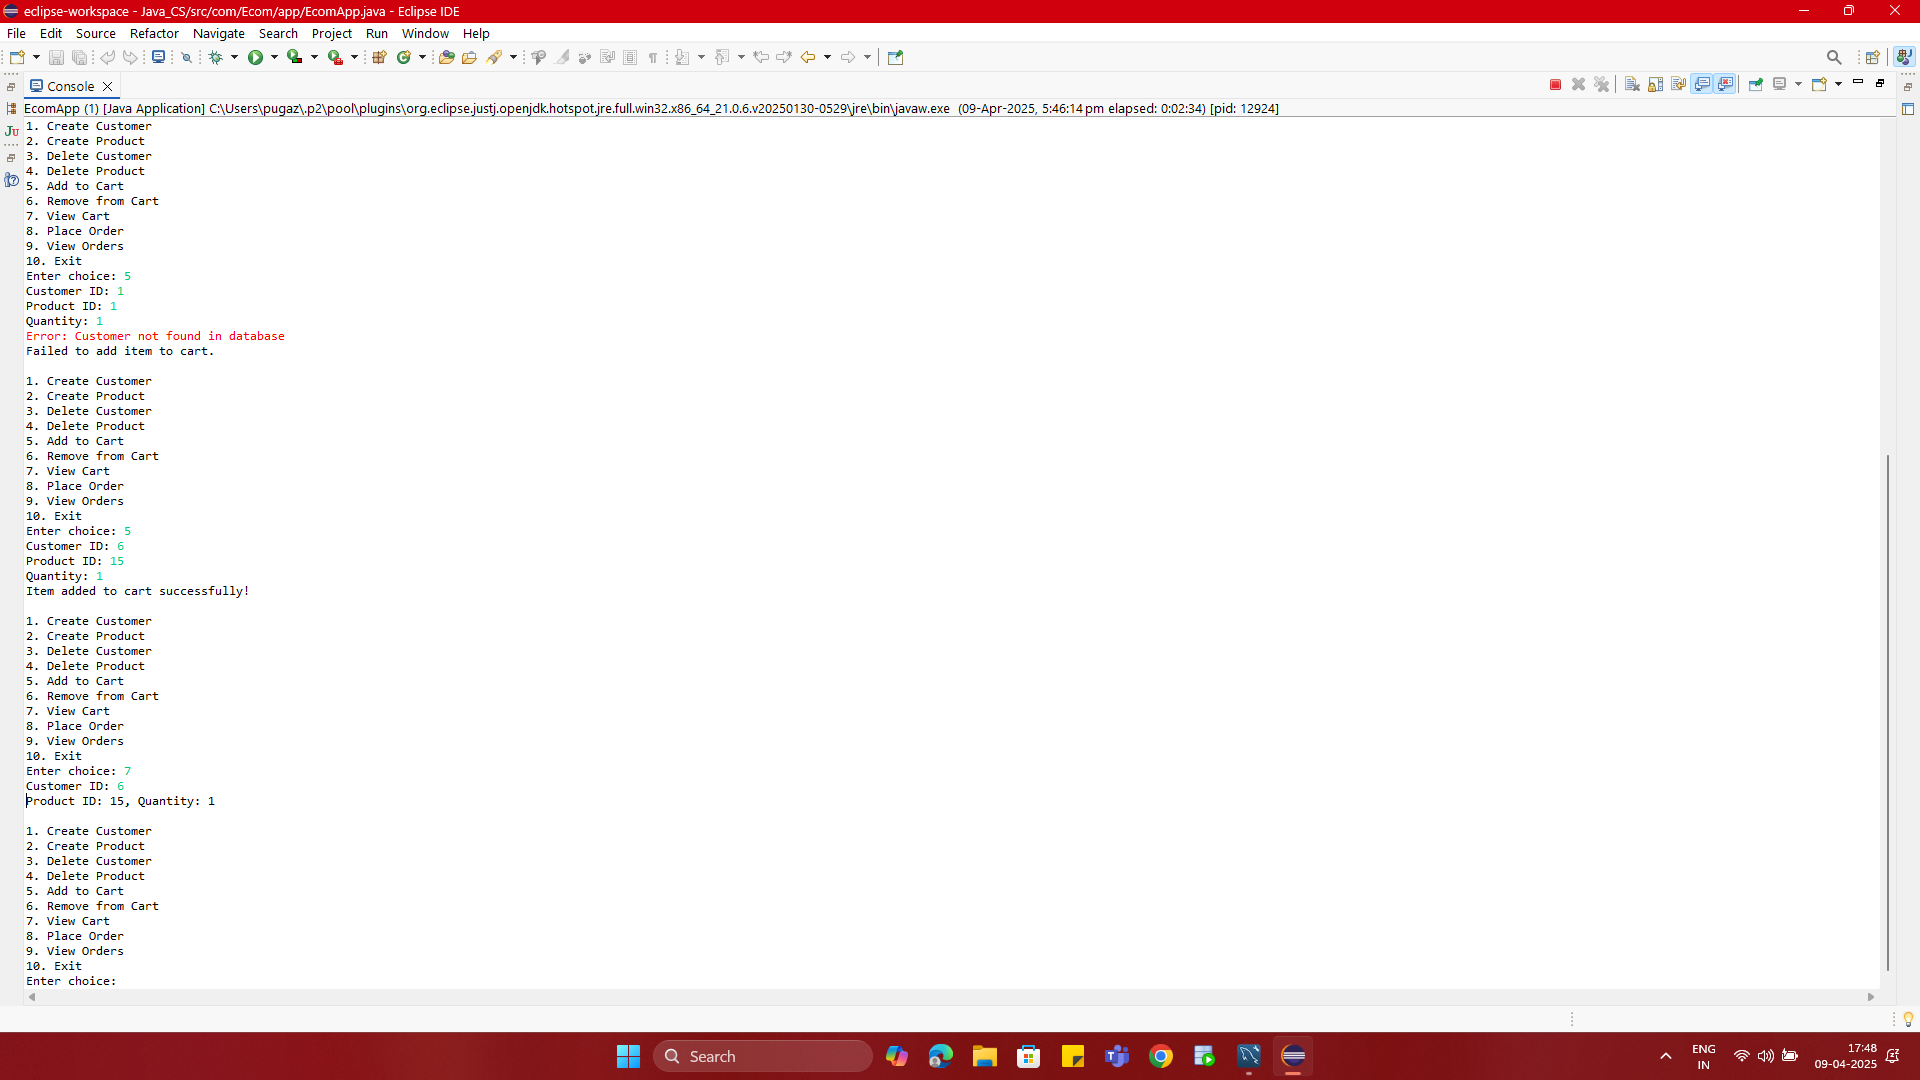 eclipse-workspace - Java_CS/src/com/Ecom/app/EcomApp.java - Eclipse IDE
File Edit Source Refactor Navigate Search Project Run Window Help
Console
EcomApp (1) [Java Application] C:\Users\pugaz\.p2\pool\plugins\org.eclipse.justj.openjdk.hotspot.jre.full.win32.x86_64_21.0.6.v20250130-0529\jre\bin\javaw.exe (09-Apr-2025, 5:46:14 pm elapsed: 0:02:34) [pid: 12924]
1. Create Customer
2. Create Product
3. Delete Customer
4. Delete Product
5. Add to Cart
6. Remove from Cart
7. View Cart
8. Place Order
9. View Orders
10. Exit
Enter choice: 5
Customer ID: 1
Product ID: 1
Quantity: 1
Error: Customer not found in database
Failed to add item to cart.
1. Create Customer
2. Create Product
3. Delete Customer
4. Delete Product
5. Add to Cart
6. Remove from Cart
7. View Cart
8. Place Order
9. View Orders
10. Exit
Enter choice: 5
Customer ID: 6
Product ID: 15
Quantity: 1
Item added to cart successfully!
1. Create Customer
2. Create Product
3. Delete Customer
4. Delete Product
5. Add to Cart
6. Remove from Cart
7. View Cart
8. Place Order
9. View Orders
10. Exit
Enter choice: 7
Customer ID: 6
Product ID: 15, Quantity: 1
1. Create Customer
2. Create Product
3. Delete Customer
4. Delete Product
5. Add to Cart
6. Remove from Cart
7. View Cart
8. Place Order
9. View Orders
10. Exit
Enter choice:
Search
ENG
IN
17:48
09-04-2025